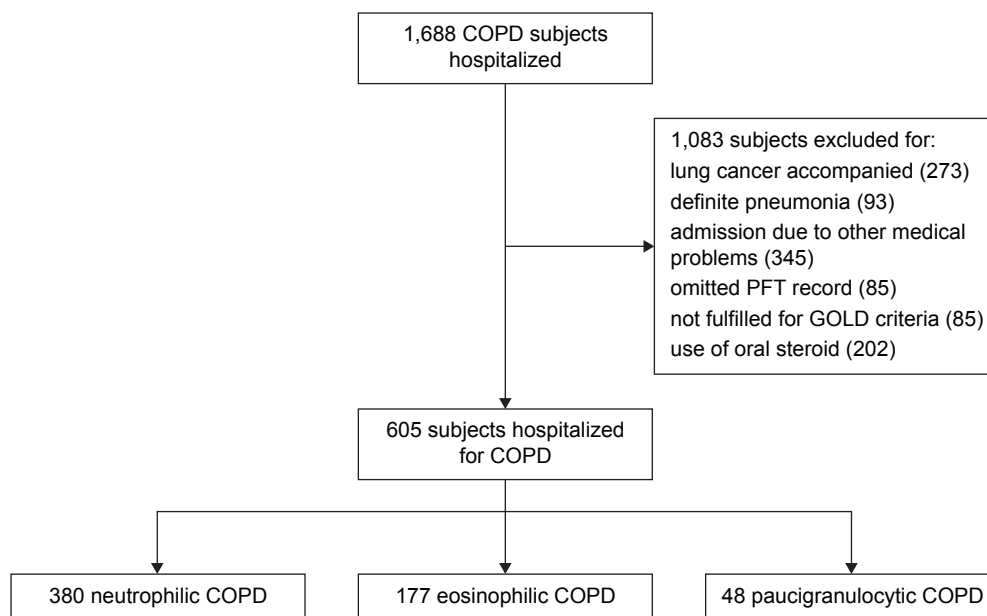 1,688 COPD subjects
hospitalized
1,083 subjects excluded for:
lung cancer accompanied (273)
definite pneumonia (93)
admission due to other medical
problems (345)
omitted PFT record (85)
not fulfilled for GOLD criteria (85)
use of oral steroid (202)
605 subjects hospitalized
for COPD
380 neutrophilic COPD
177 eosinophilic COPD
48 paucigranulocytic COPD